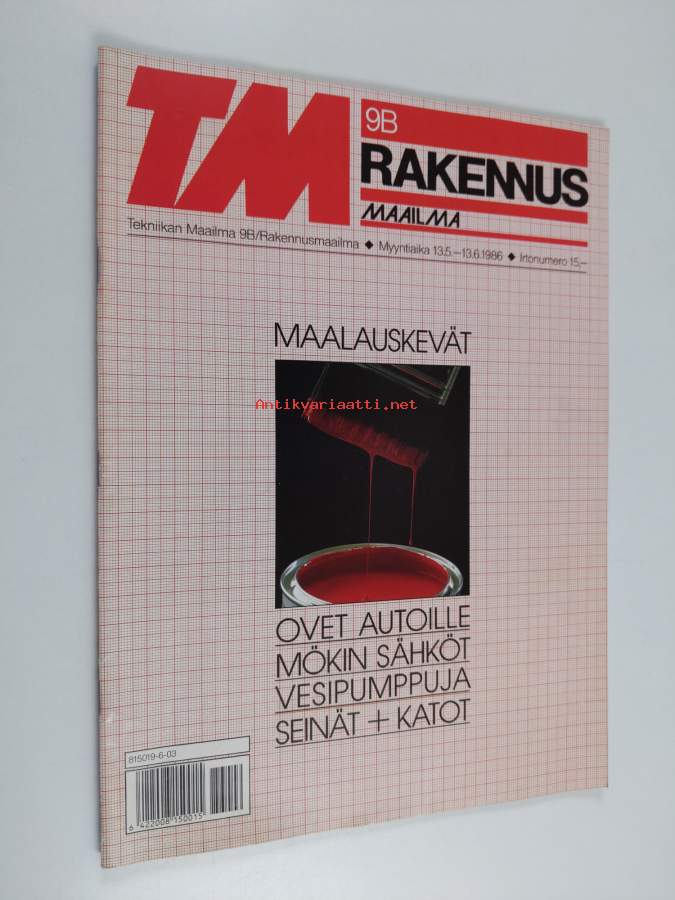 TM
9B
RAKENNUS
MAAILMA
Tekniikan Maailma 9B/Rakennusmaailma ◆ Myyntiaika 13.5.–13.6.1986 ◆ Irtonumero 15,–
MAALAUSKEVÄT
Antikvariaatti.net
OVET AUTOILLE
MÖKIN SÄHKÖT
VESIPUMPPUJA
SEINÄT + KATOT
815019-6-03
6 422008 150015